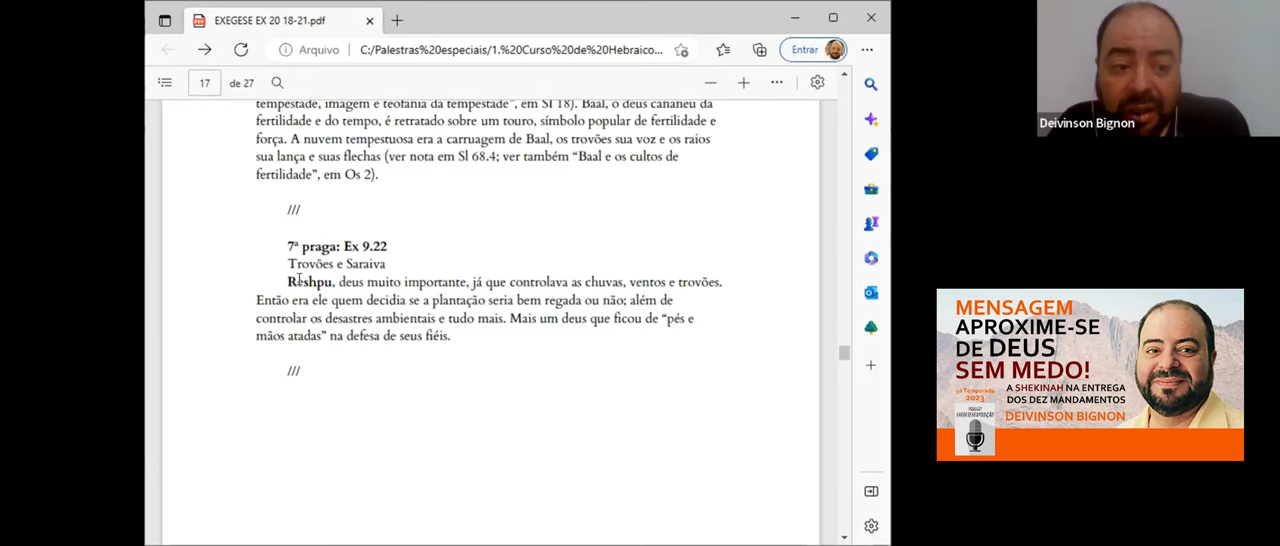 EXEGESE EX 20 18-21.pdf
Arquivo
C:/Palestras%20especiais/1.%20Curso%20de%20Hebraico...
Entrar
17
de 27
tempestade, imagem e teofania da tempestade", em Sl 18). Baal, o deus cananeu da
fertilidade e do tempo, é retratado sobre um touro, símbolo popular de fertilidade e
força. A nuvem tempestuosa era a carruagem de Baal, os trovões sua voz e os raios
sua lança e suas flechas (ver nota em Sl 68.4; ver também "Baal e os cultos de
fertilidade", em Os 2).
///
7ª praga: Ex 9.22
Trovões e Saraiva
Reshpu, deus muito importante, já que controlava as chuvas, ventos e trovões.
Então era ele quem decidia se a plantação seria bem regada ou não; além de
controlar os desastres ambientais e tudo mais. Mais um deus que ficou de "pés e
mãos atadas" na defesa de seus fiéis.
///
Deivinson Bignon
MENSAGEM
APROXIME-SE
DE DEUS
SEM MEDO!
A SHEKINAH NA ENTREGA
DOS DEZ MANDAMENTOS
DEIVINSON BIGNON
Temporada
2023
PODCAST